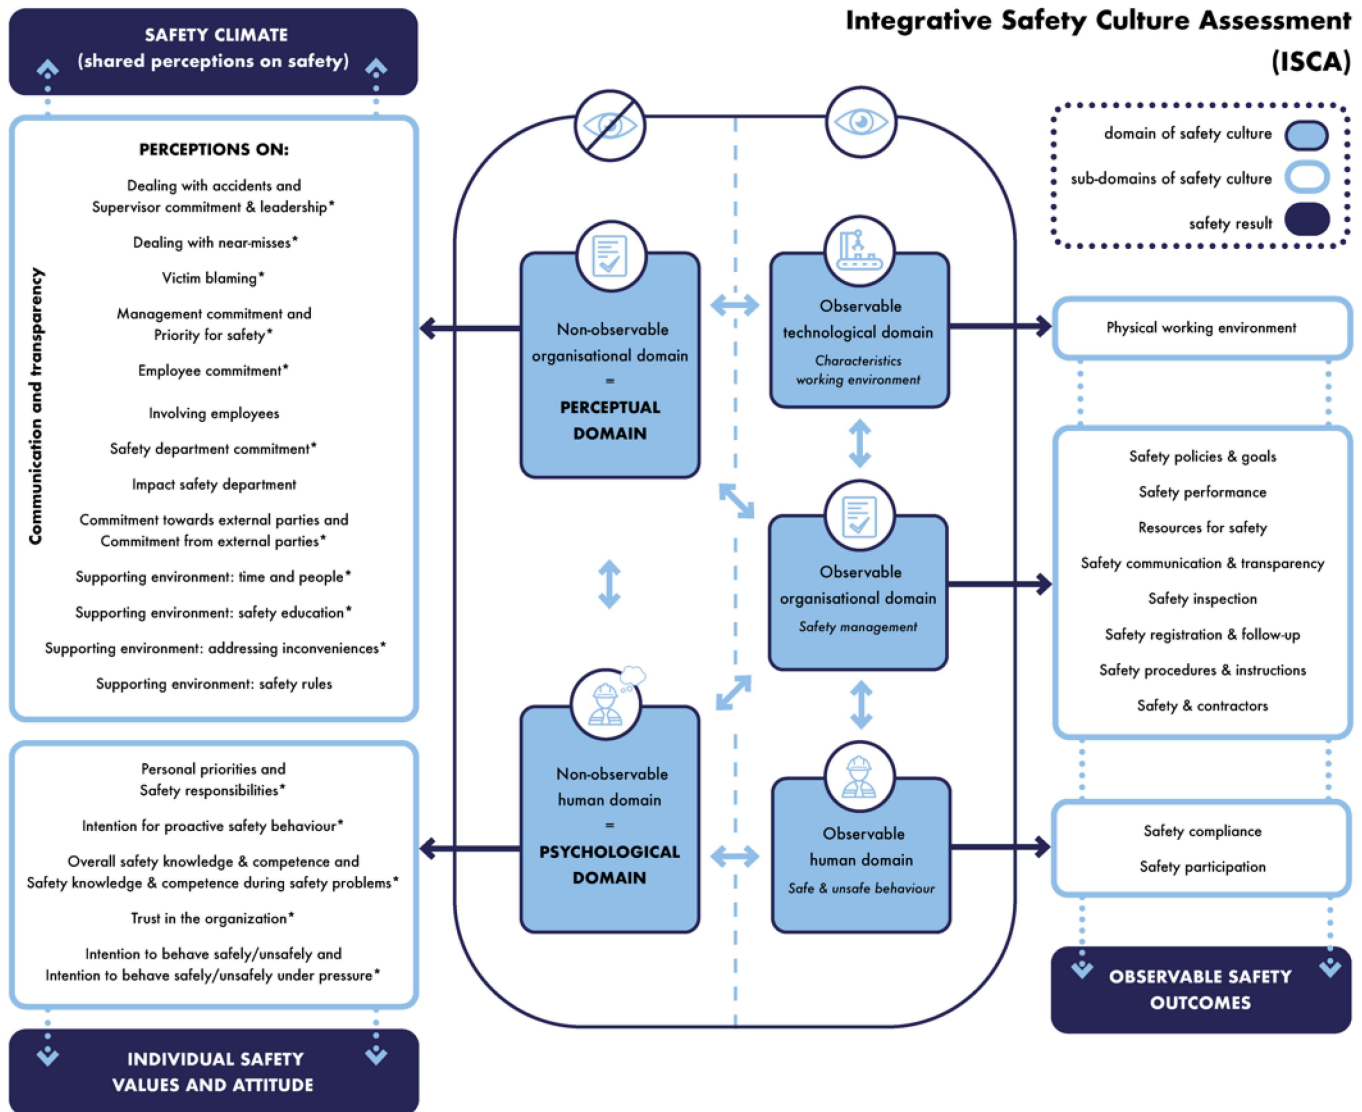 Integrative Safety Culture Assessment
(ISCA)
SAFETY CLIMATE
(shared perceptions on safety)
Communication and transparency
PERCEPTIONS ON:
Dealing with accidents and
Supervisor commitment & leadership*
Dealing with near-misses*
Victim blaming*
Management commitment and
Priority for safety*
Employee commitment*
Involving employees
Safety department commitment*
Impact safety department
Commitment towards external parties and
Commitment from external parties*
Supporting environment: time and people*
Supporting environment: safety education*
Supporting environment: addressing inconveniences*
Supporting environment: safety rules
Personal priorities and
Safety responsibilities*
Intention for proactive safety behaviour*
Overall safety knowledge & competence and
Safety knowledge & competence during safety problems*
Trust in the organization*
Intention to behave safely/unsafely and
Intention to behave safely/unsafely under pressure*
INDIVIDUAL SAFETY
VALUES AND ATTITUDE
Non-observable
organisational domain
=
PERCEPTUAL
DOMAIN
Non-observable
human domain
=
PSYCHOLOGICAL
DOMAIN
Observable
technological domain
Characteristics
working environment
Observable
organisational domain
Safety management
Observable
human domain
Safe & unsafe behaviour
domain of safety culture
sub-domains of safety culture
safety result
Physical working environment
Safety policies & goals
Safety performance
Resources for safety
Safety communication & transparency
Safety inspection
Safety registration & follow-up
Safety procedures & instructions
Safety & contractors
Safety compliance
Safety participation
OBSERVABLE SAFETY
OUTCOMES